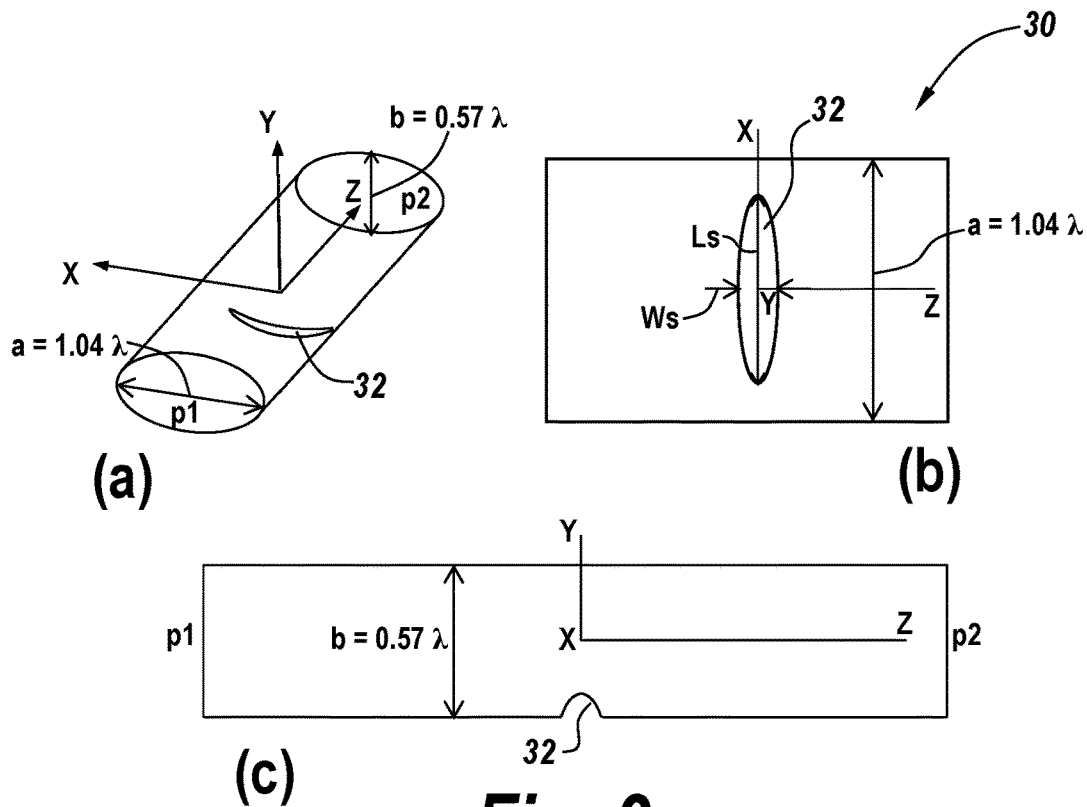 30
Y
b = 0.57 λ
Z
p2
X
a = 1.04 λ
p1
32
(a)
X
32
Ls
a = 1.04 λ
Ws
Y
Z
(b)
Y
p1
b = 0.57 λ
X
Z
p2
32
(c)